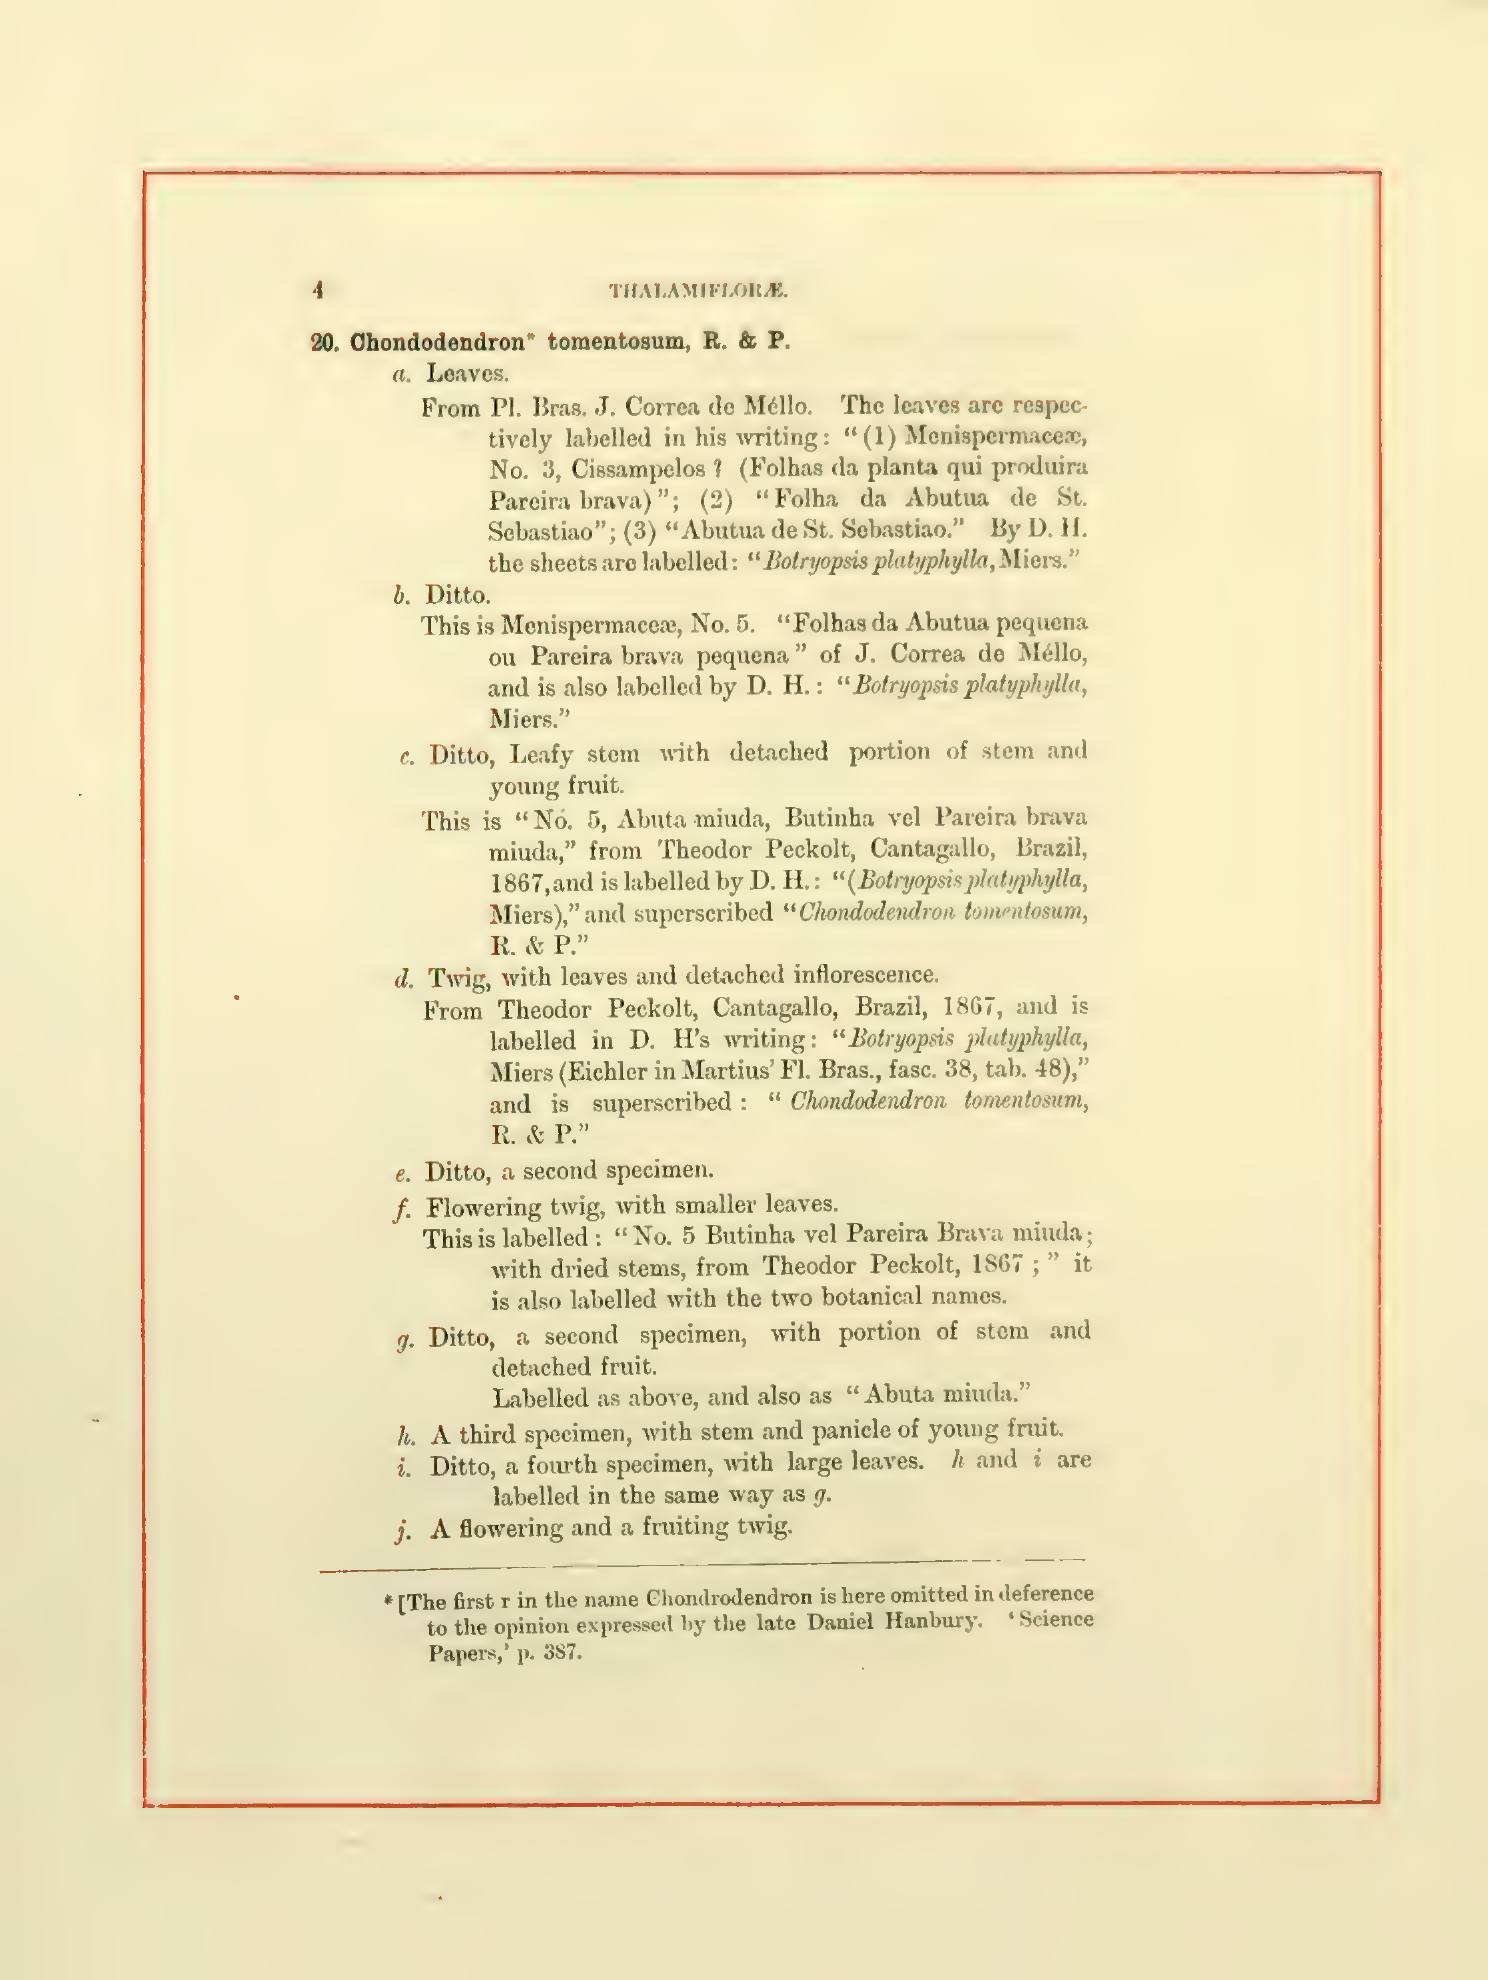 4 THALAMIFLORÆ.
20. Chondodendron* tomentosum, R. & P.
a. Leaves.
From Pl. Bras. J. Correa de Méllo. The leaves are respec-
tively labelled in his writing: “(1) Menispermaceæ,
No. 3, Cissampelos ? (Folhas da planta qui produira
Pareira brava)”; (2) “Folha da Abutua de St.
Sebastiao”; (3) “Abutua de St. Sebastiao.” By D. H.
the sheets are labelled: “Botryopsis platyphylla, Miers.”
b. Ditto.
This is Menispermaceæ, No. 5. “Folhas da Abutua pequena
ou Pareira brava pequena” of J. Correa de Méllo,
and is also labelled by D. H.: “Botryopsis platyphylla,
Miers.”
c. Ditto, Leafy stem with detached portion of stem and
young fruit.
This is “No. 5, Abuta miuda, Butinha vel Pareira brava
miuda,” from Theodor Peckolt, Cantagallo, Brazil,
1867, and is labelled by D. H.: “(Botryopsis platyphylla,
Miers),” and superscribed “Chondodendron tomentosum,
R. & P.”
d. Twig, with leaves and detached inflorescence.
From Theodor Peckolt, Cantagallo, Brazil, 1867, and is
labelled in D. H’s writing: “Botryopsis platyphylla,
Miers (Eichler in Martius’ Fl. Bras., fasc. 38, tab. 48),”
and is superscribed : “Chondodendron tomentosum,
R. & P.”
e. Ditto, a second specimen.
f. Flowering twig, with smaller leaves.
This is labelled : “No. 5 Butinha vel Pareira Brava miuda;
with dried stems, from Theodor Peckolt, 1867 ;” it
is also labelled with the two botanical names.
g. Ditto, a second specimen, with portion of stem and
detached fruit.
Labelled as above, and also as “Abuta miuda.”
h. A third specimen, with stem and panicle of young fruit.
i. Ditto, a fourth specimen, with large leaves. h and i are
labelled in the same way as g.
j. A flowering and a fruiting twig.
* [The first r in the name Chondrodendron is here omitted in deference
to the opinion expressed by the late Daniel Hanbury. ‘Science
Papers,’ p. 387.